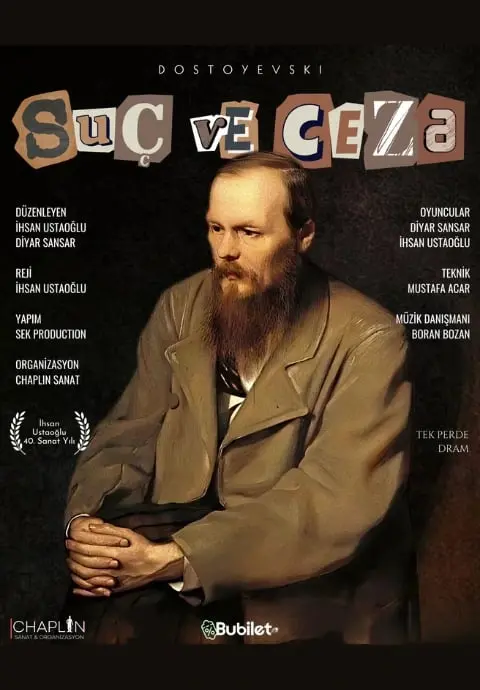 DOSTOYEVSKI
SUÇ VE CEZA
DÜZENLEYEN
İHSAN USTAOĞLU
DİYAR SANSAR
REJİ
İHSAN USTAOĞLU
YAPIM
SEK PRODUCTION
ORGANİZASYON
CHAPLIN SANAT
İhsan
Ustaoğlu
40. Sanat Yılı
OYUNCULAR
DİYAR SANSAR
İHSAN USTAOĞLU
TEKNİK
MUSTAFA ACAR
MÜZİK DANIŞMANI
BORAN BOZAN
TEK PERDE
DRAM
CHAPLIN
SANAT & ORGANİZASYON
Bubilet